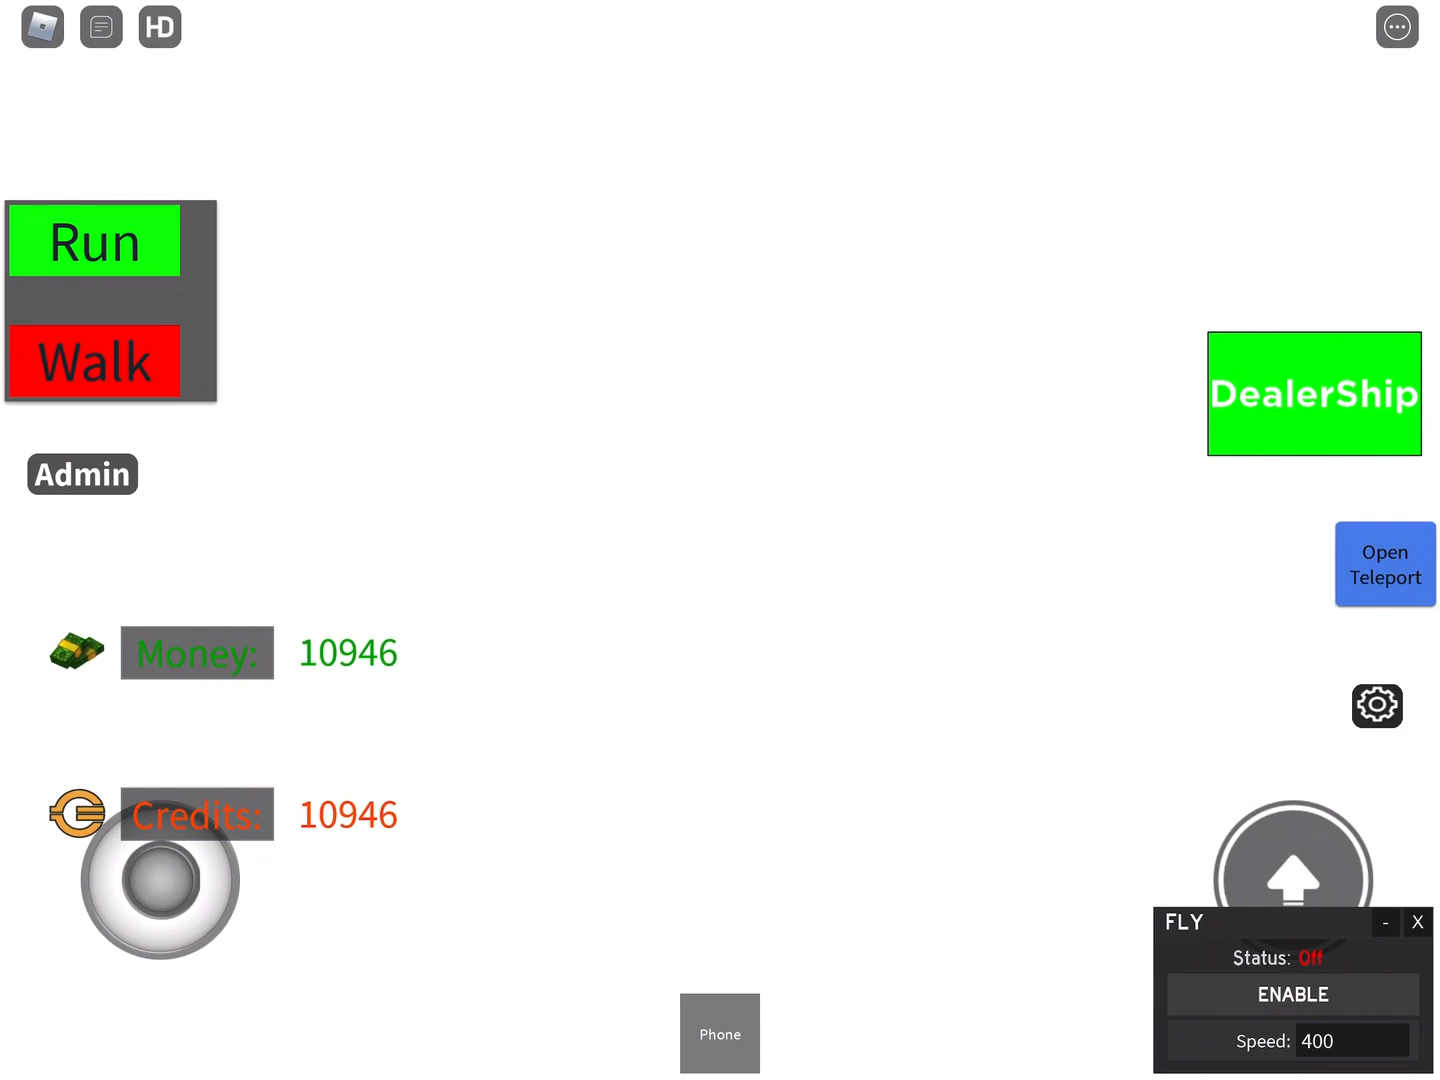 HD
Run
Walk
DealerShip
Admin
Open
Teleport
Money: 10946
Credits: 10946
FLY - X
Status: Off
ENABLE
Speed: 400
Phone